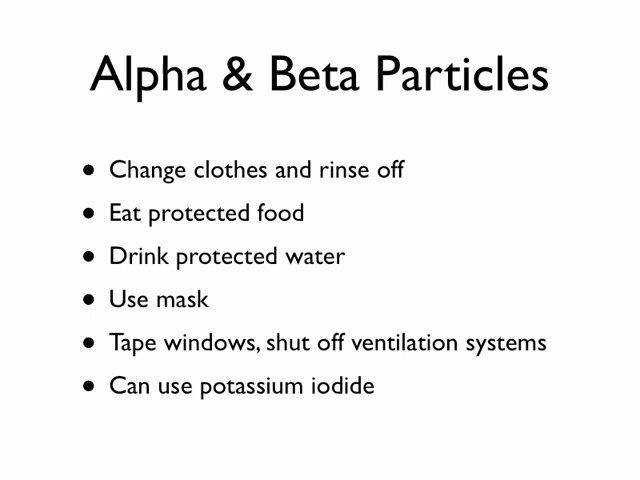 Alpha & Beta Particles
• Change clothes and rinse off
• Eat protected food
• Drink protected water
• Use mask
• Tape windows, shut off ventilation systems
• Can use potassium iodide